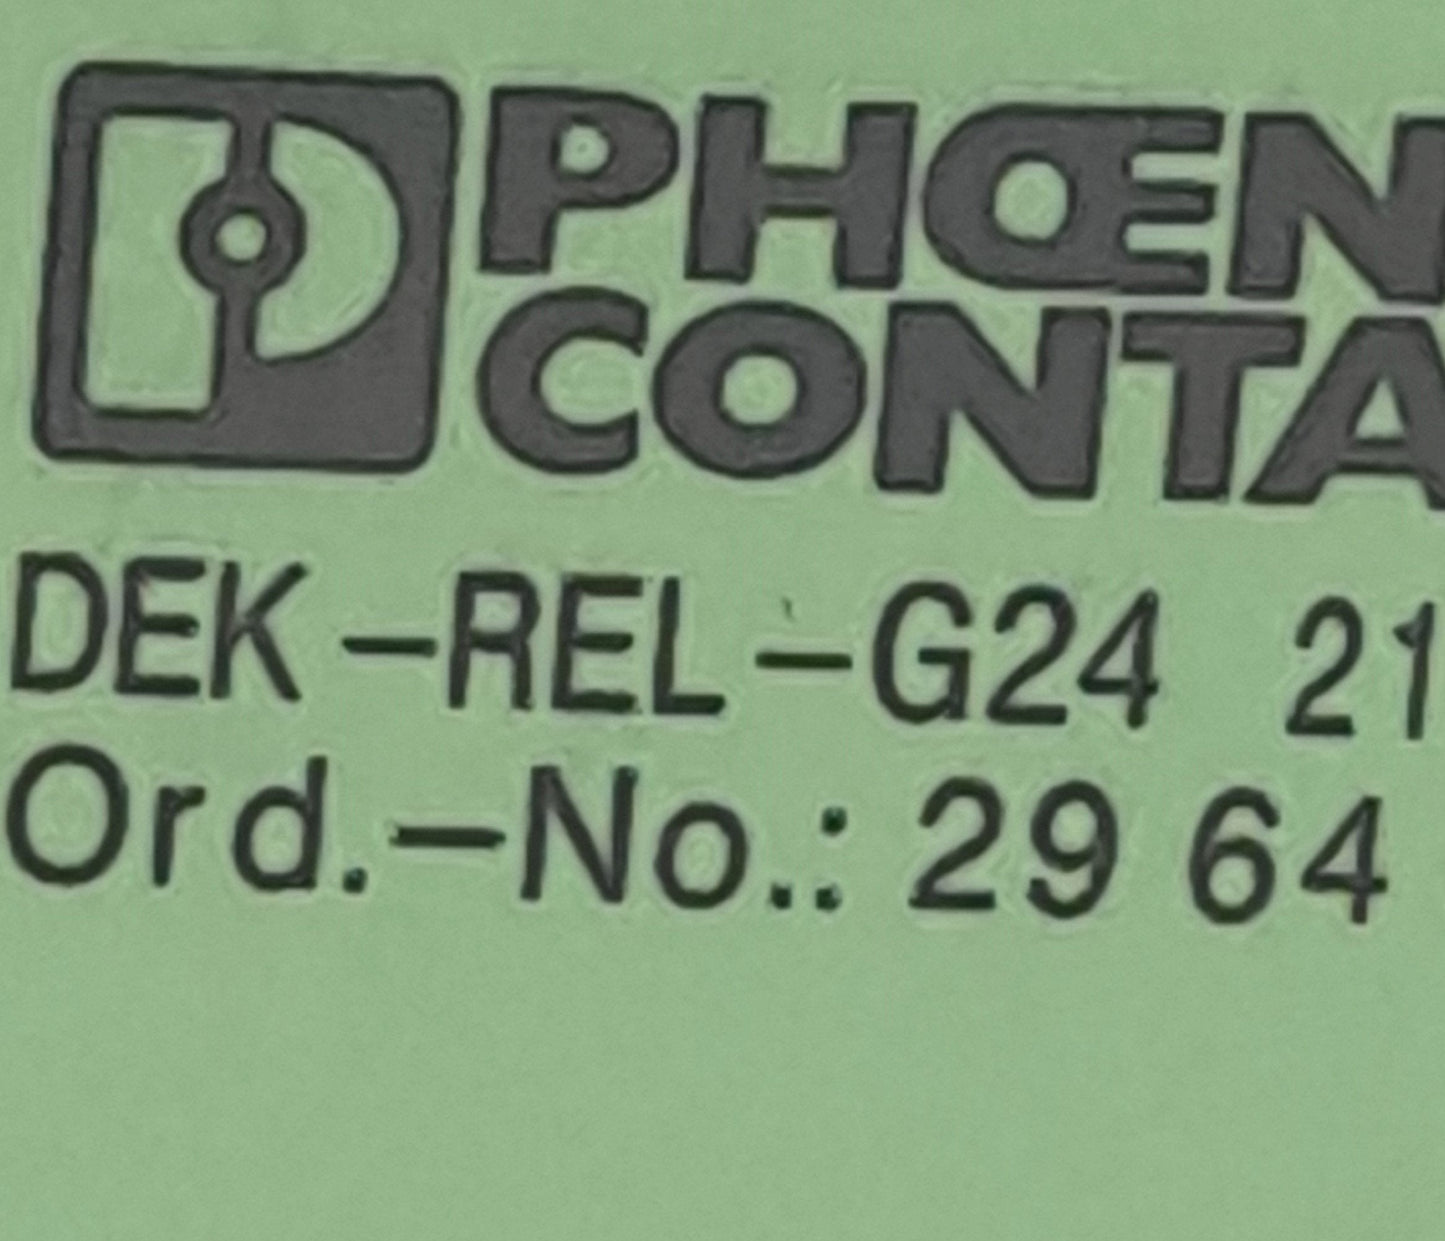 PHŒN
CONTA
DEK-REL-G24 21
Ord.-No.: 29 64